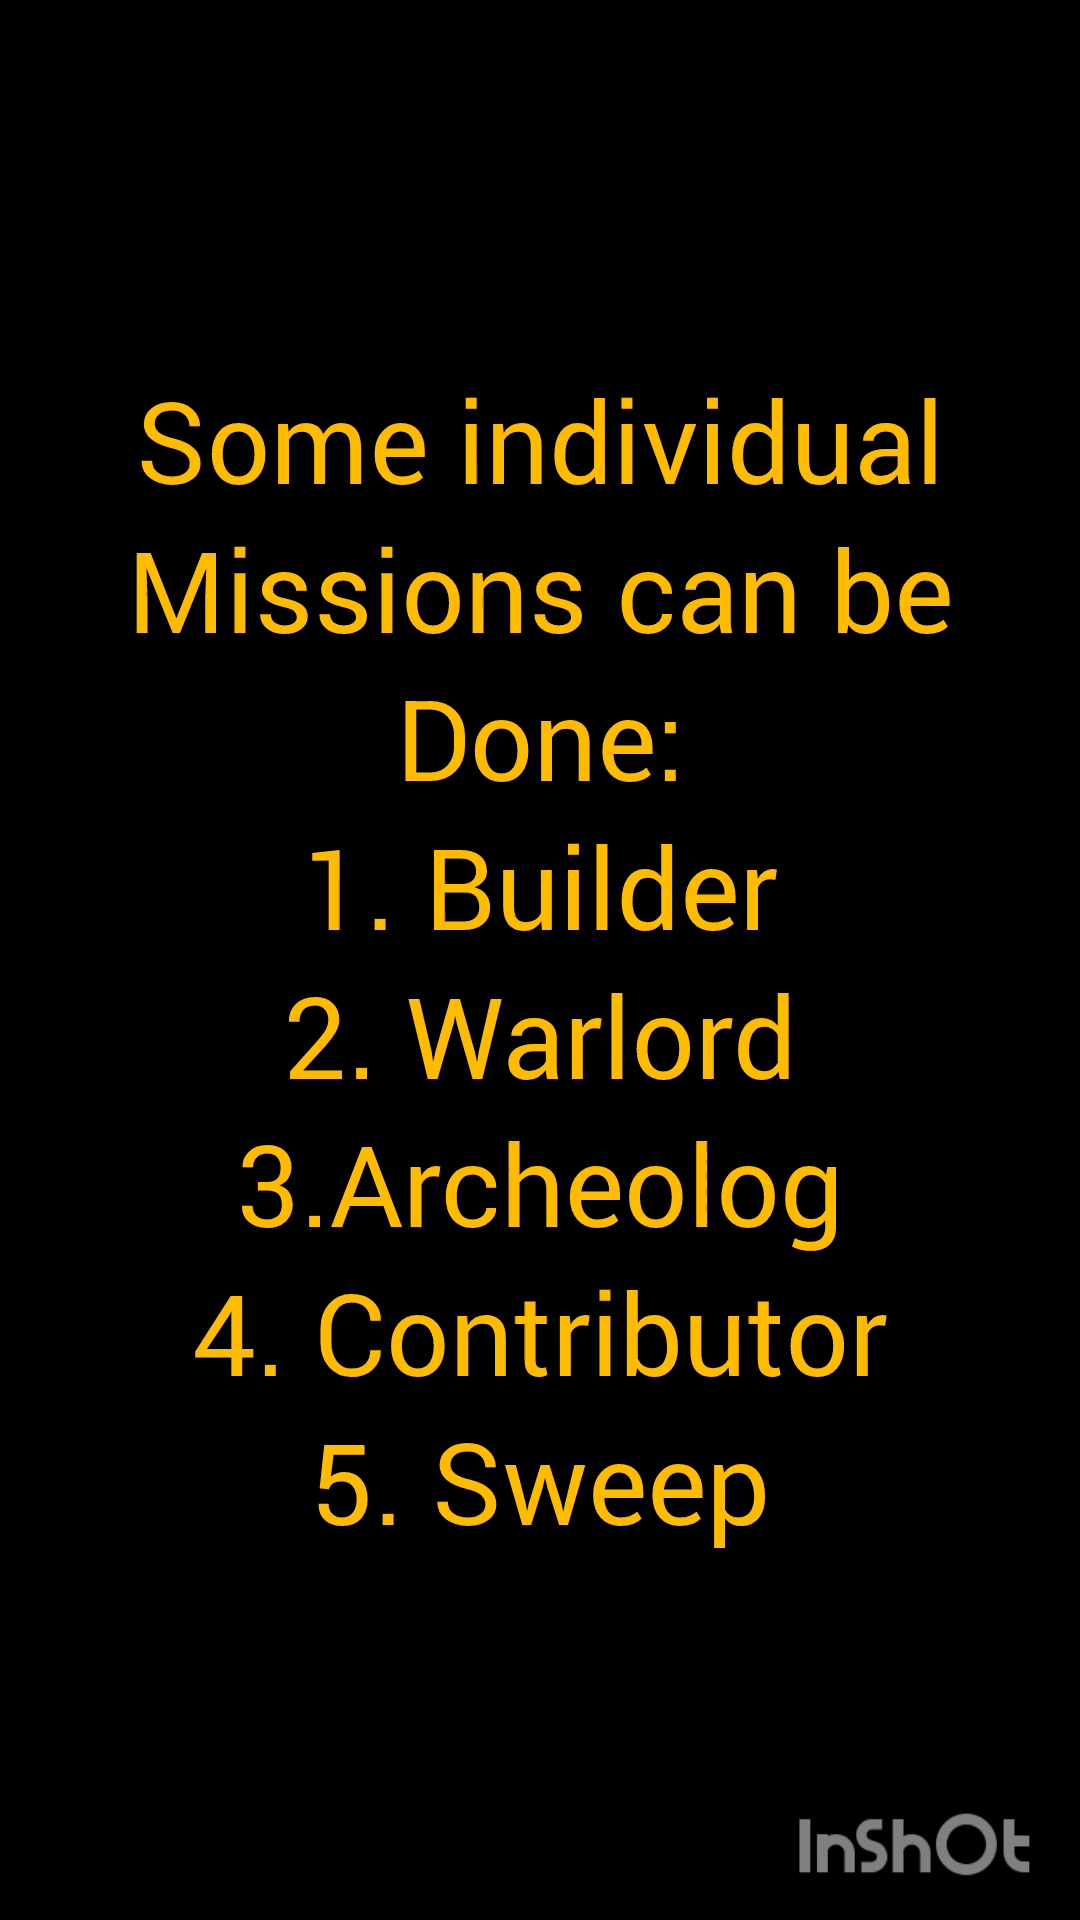 Some individual
Missions can be
Done:
1. Builder
2. Warlord
3.Archeolog
4. Contributor
5. Sweep
InShOt